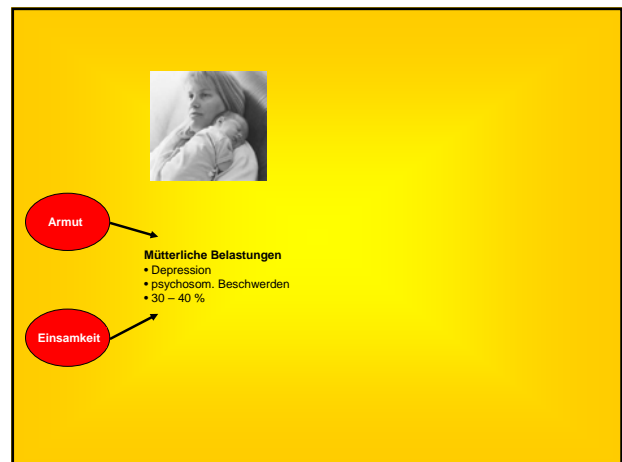 Armut
Mütterliche Belastungen
• Depression
• psychosom. Beschwerden
• 30 – 40 %
Einsamkeit